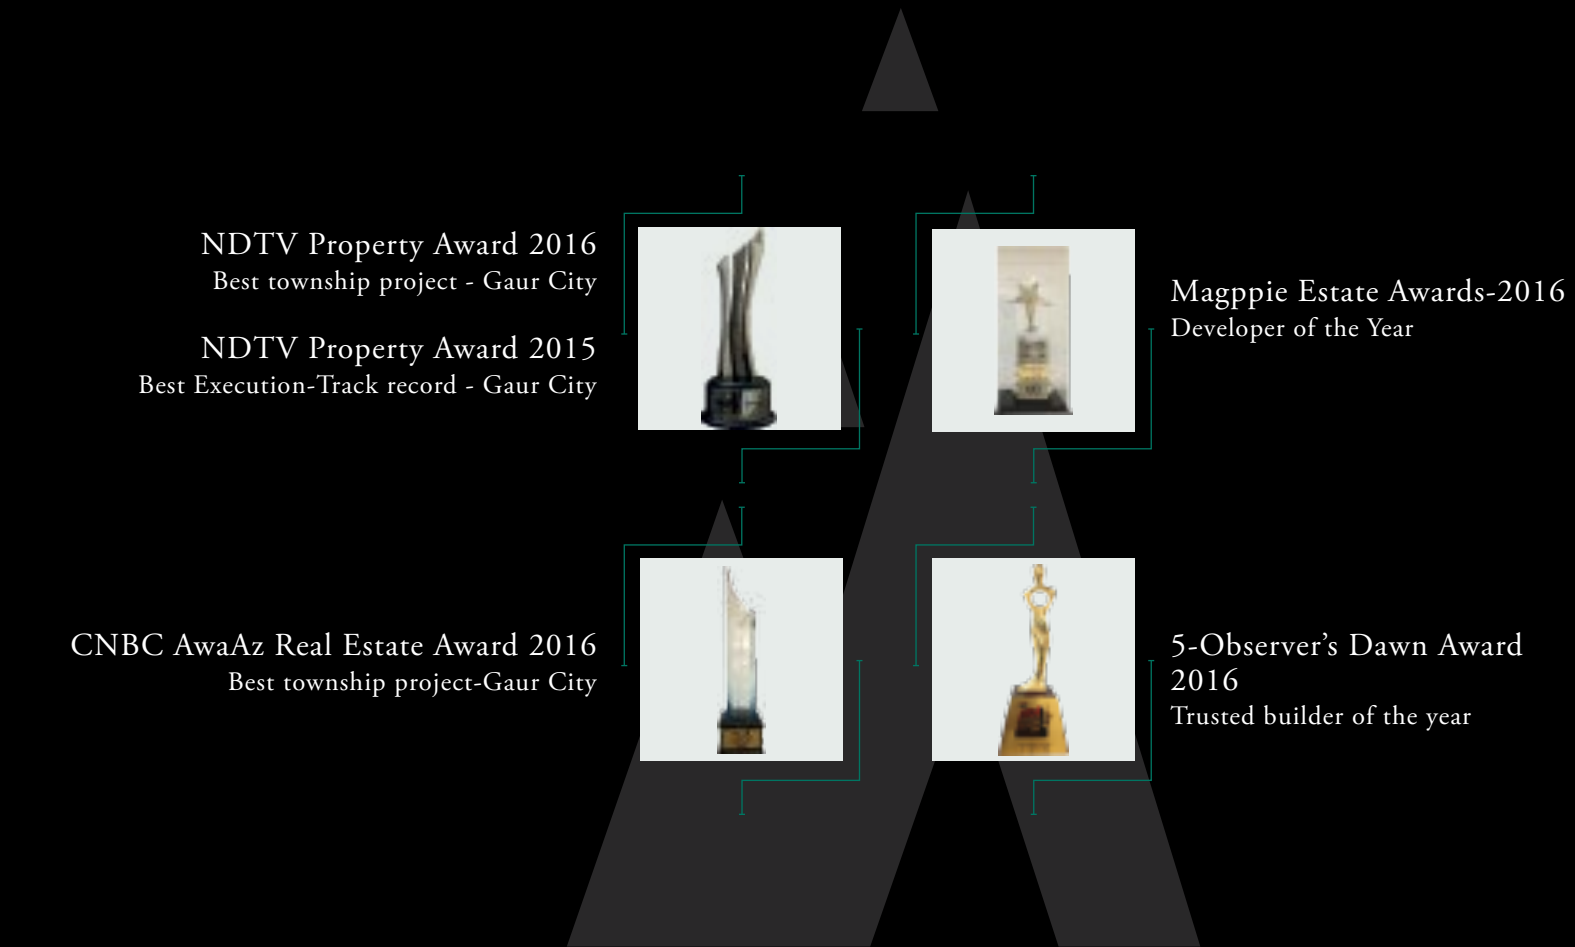 NDTV Property Award 2016
Best township project - Gaur City
NDTV Property Award 2015
Best Execution-Track record - Gaur City
Magppie Estate Awards-2016
Developer of the Year
CNBC AwaAz Real Estate Award 2016
Best township project-Gaur City
5-Observer’s Dawn Award
2016
Trusted builder of the year